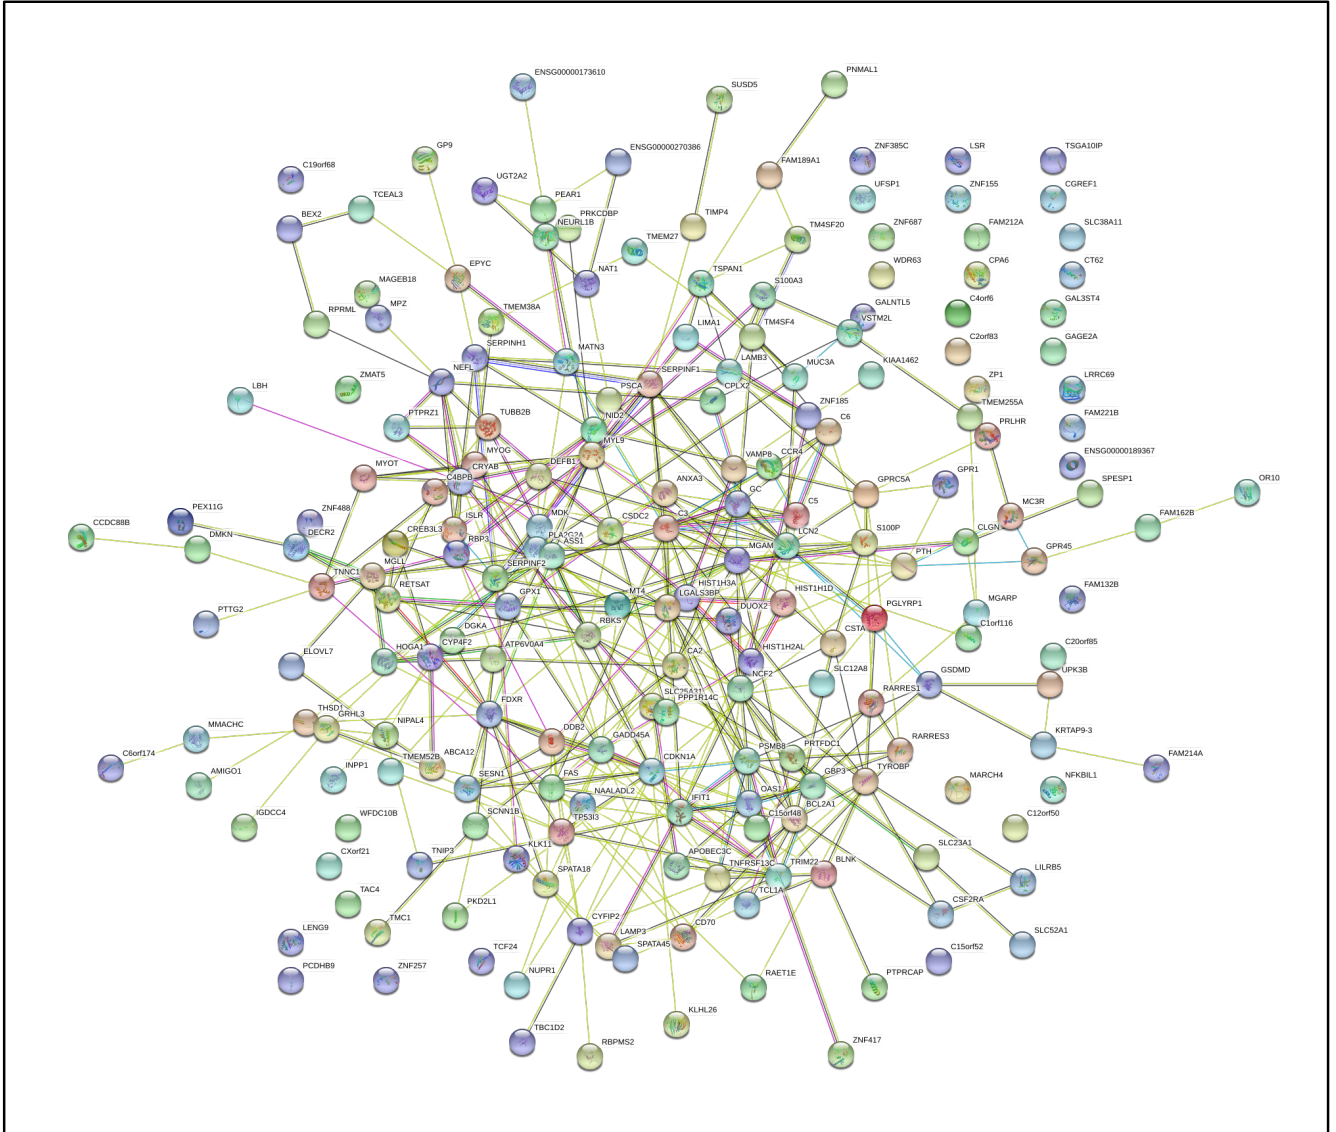 ENSG00000173610
PNMAL1
SUSD5
GP9
ENSG00000270386
ZNF385C
LSR
TSGA10IP
C19orf68
FAM189A1
UGT2A2
TCEAL3
PEAR1
UFSP1
ZNF155
CGREF1
BEX2
PRKCDBP
TIMP4
NEURL1B
TM4SF20
ZNF687
FAM212A
SLC38A11
TMEM27
WDR63
CPA6
CT62
EPYC
NAT1
TSPAN1
S100A3
MAGEB18
MPZ
C4orf6
GAL3ST4
GALNTL5
VSTM2L
RPRML
TMEM38A
LIMA1
TM4SF4
C2orf83
GAGE2A
SERPINH1
MATN3
LAMB3
MUC3A
KIAA1462
SERPINF1
ZMAT5
NEFL
PSCA
CPLX2
ZP1
LRRC69
LBH
ZNF185
TMEM255A
PTPRZ1
TUBB2B
NID2
C6
PRLHR
FAM221B
MYL9
MYOT
MYOG
CRYAB
C4BPB
DEFB1
VAMP8
CCR4
ENSG00000189367
ANXA3
GC
GPRC5A
GPR1
SPESP1
OR10
PEX11G
ZNF488
ISLR
MDK
CSDC2
C3
C5
MC3R
FAM162B
CCDC88B
DMKN
DECR2
CREB3L3
RBP3
PLA2G2A
ASS1
LCN2
S100P
CLGN
MGAM
PTH
GPR45
TNNC1
MGLL
SERPINF2
RETSAT
GPX1
MT4
HIST1H3A
LGALS3BP
HIST1H1D
MGARP
FAM132B
PTTG2
DUOX2
PGLYRP1
C1orf116
DGKA
RBKS
CSTA
ELOVL7
HOGA1
CYP4F2
ATP6V0A4
CA2
HIST1H2AL
C20orf85
SLC12A8
GSDMD
UPK3B
NCF2
SLC25A31
PPP1R14C
RARRES1
THSD1
GRHL3
FDXR
MMACHC
NIPAL4
DDB2
GADD45A
RARRES3
KRTAP9-3
C6orf174
AMIGO1
INPP1
TMEM52B
ABCA12
CDKN1A
PSMB8
PRTFDC1
TYROBP
FAM214A
SESN1
FAS
GBP3
MARCH4
NFKBIL1
NAALADL2
OAS1
BCL2A1
IFIT1
IGDCC4
WFDC10B
SCNN1B
TP53I3
C15orf48
C12orf50
CXorf21
TNIP3
KLK11
APOBEC3C
SLC23A1
TNFRSF13C
TRIM22
BLNK
LILRB5
SPATA18
TAC4
TCL1A
CSF2RA
TMC1
PKD2L1
CYFIP2
LAMP3
CD70
LENG9
SPATA45
SLC52A1
TCF24
C15orf52
PCDHB9
ZNF257
NUPR1
RAET1E
PTPRCAP
KLHL26
TBC1D2
RBPMS2
ZNF417